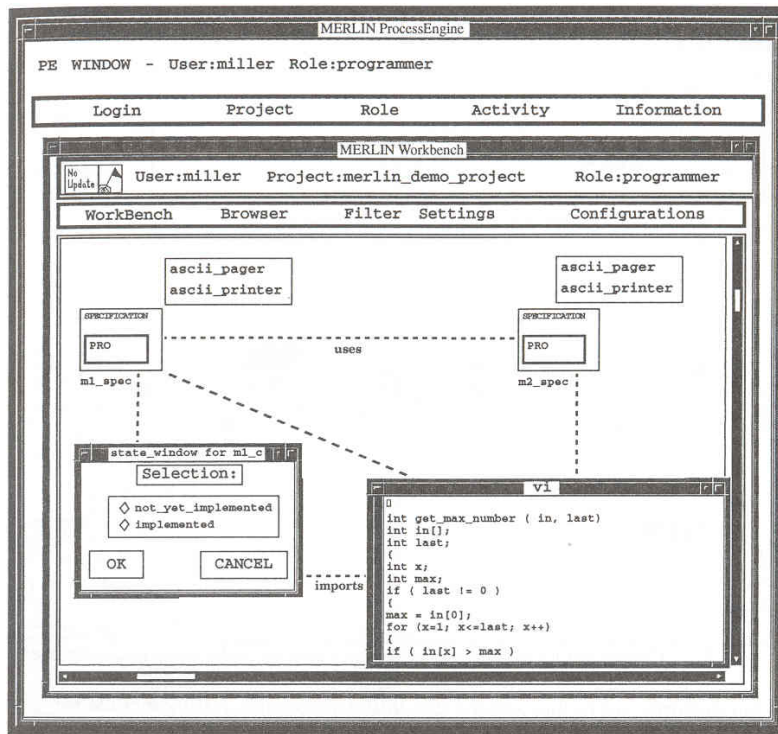 MERLIN ProcessEngine
PE WINDOW - User:miller Role:programmer
Login Project Role Activity Information
MERLIN Workbench
No Update User:miller Project:merlin_demo_project Role:programmer
WorkBench Browser Filter Settings Configurations
ascii_pager
ascii_printer
ascii_pager
ascii_printer
SPECIFICATION
PRO
m1_spec
uses
SPECIFICATION
PRO
m2_spec
state_window for m1_c
Selection:
not_yet_implemented
implemented
OK CANCEL
imports
vi
int get_max_number ( in, last)
int in[];
int last;
{
int x;
int max;
if ( last != 0 )
{
max = in[0];
for (x=1; x<=last; x++)
{
if ( in[x] > max )